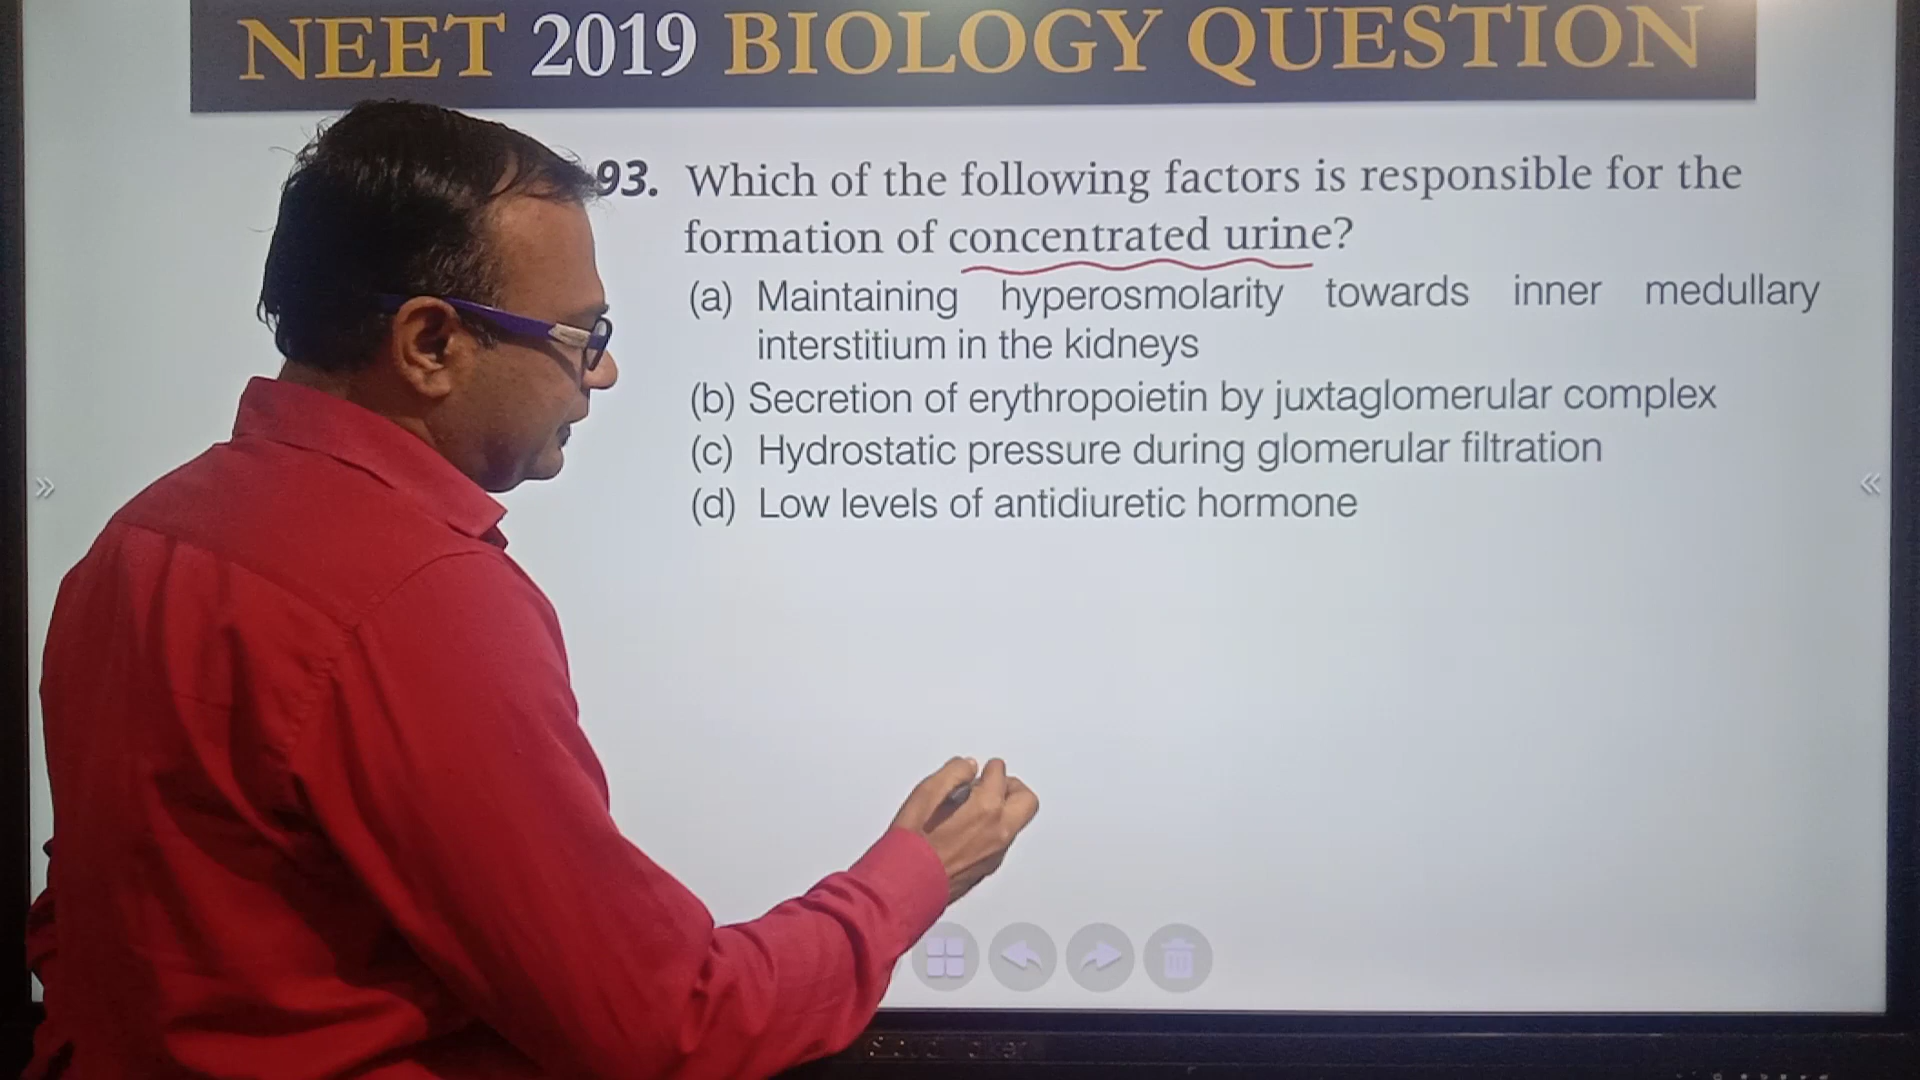 NEET 2019 BIOLOGY QUESTION
93. Which of the following factors is responsible for the
formation of concentrated urine?
(a) Maintaining hyperosmolarity towards inner medullary
interstitium in the kidneys
(b) Secretion of erythropoietin by juxtaglomerular complex
(c) Hydrostatic pressure during glomerular filtration
(d) Low levels of antidiuretic hormone